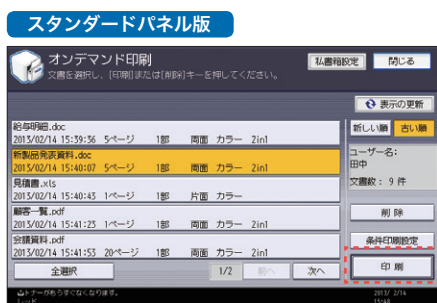 スタンダードパネル版
オンデマンド印刷
文書を選択し、[印刷]または[削除]キーを押してください。
私書箱設定
閉じる
表示の更新
給与明細.doc
2013/02/14 15:39:36 5ページ 1部 両面 カラー 2in1
新製品発表資料.doc
2013/02/14 15:40:07 5ページ 1部 両面 カラー 2in1
見積書.xls
2013/02/14 15:40:43 1ページ 1部 片面 カラー
顧客一覧.pdf
2013/02/14 15:41:23 1ページ 1部 両面 カラー 2in1
会議資料.pdf
2013/02/14 15:41:53 20ページ 1部 両面 カラー 2in1
新しい順
古い順
ユーザー名:
田中
文書数: 9 件
削 除
条件印刷設定
全選択
1/2
前へ
次へ
印 刷
トナーがもうすぐなくなります。
2013/ 2/14
15:48